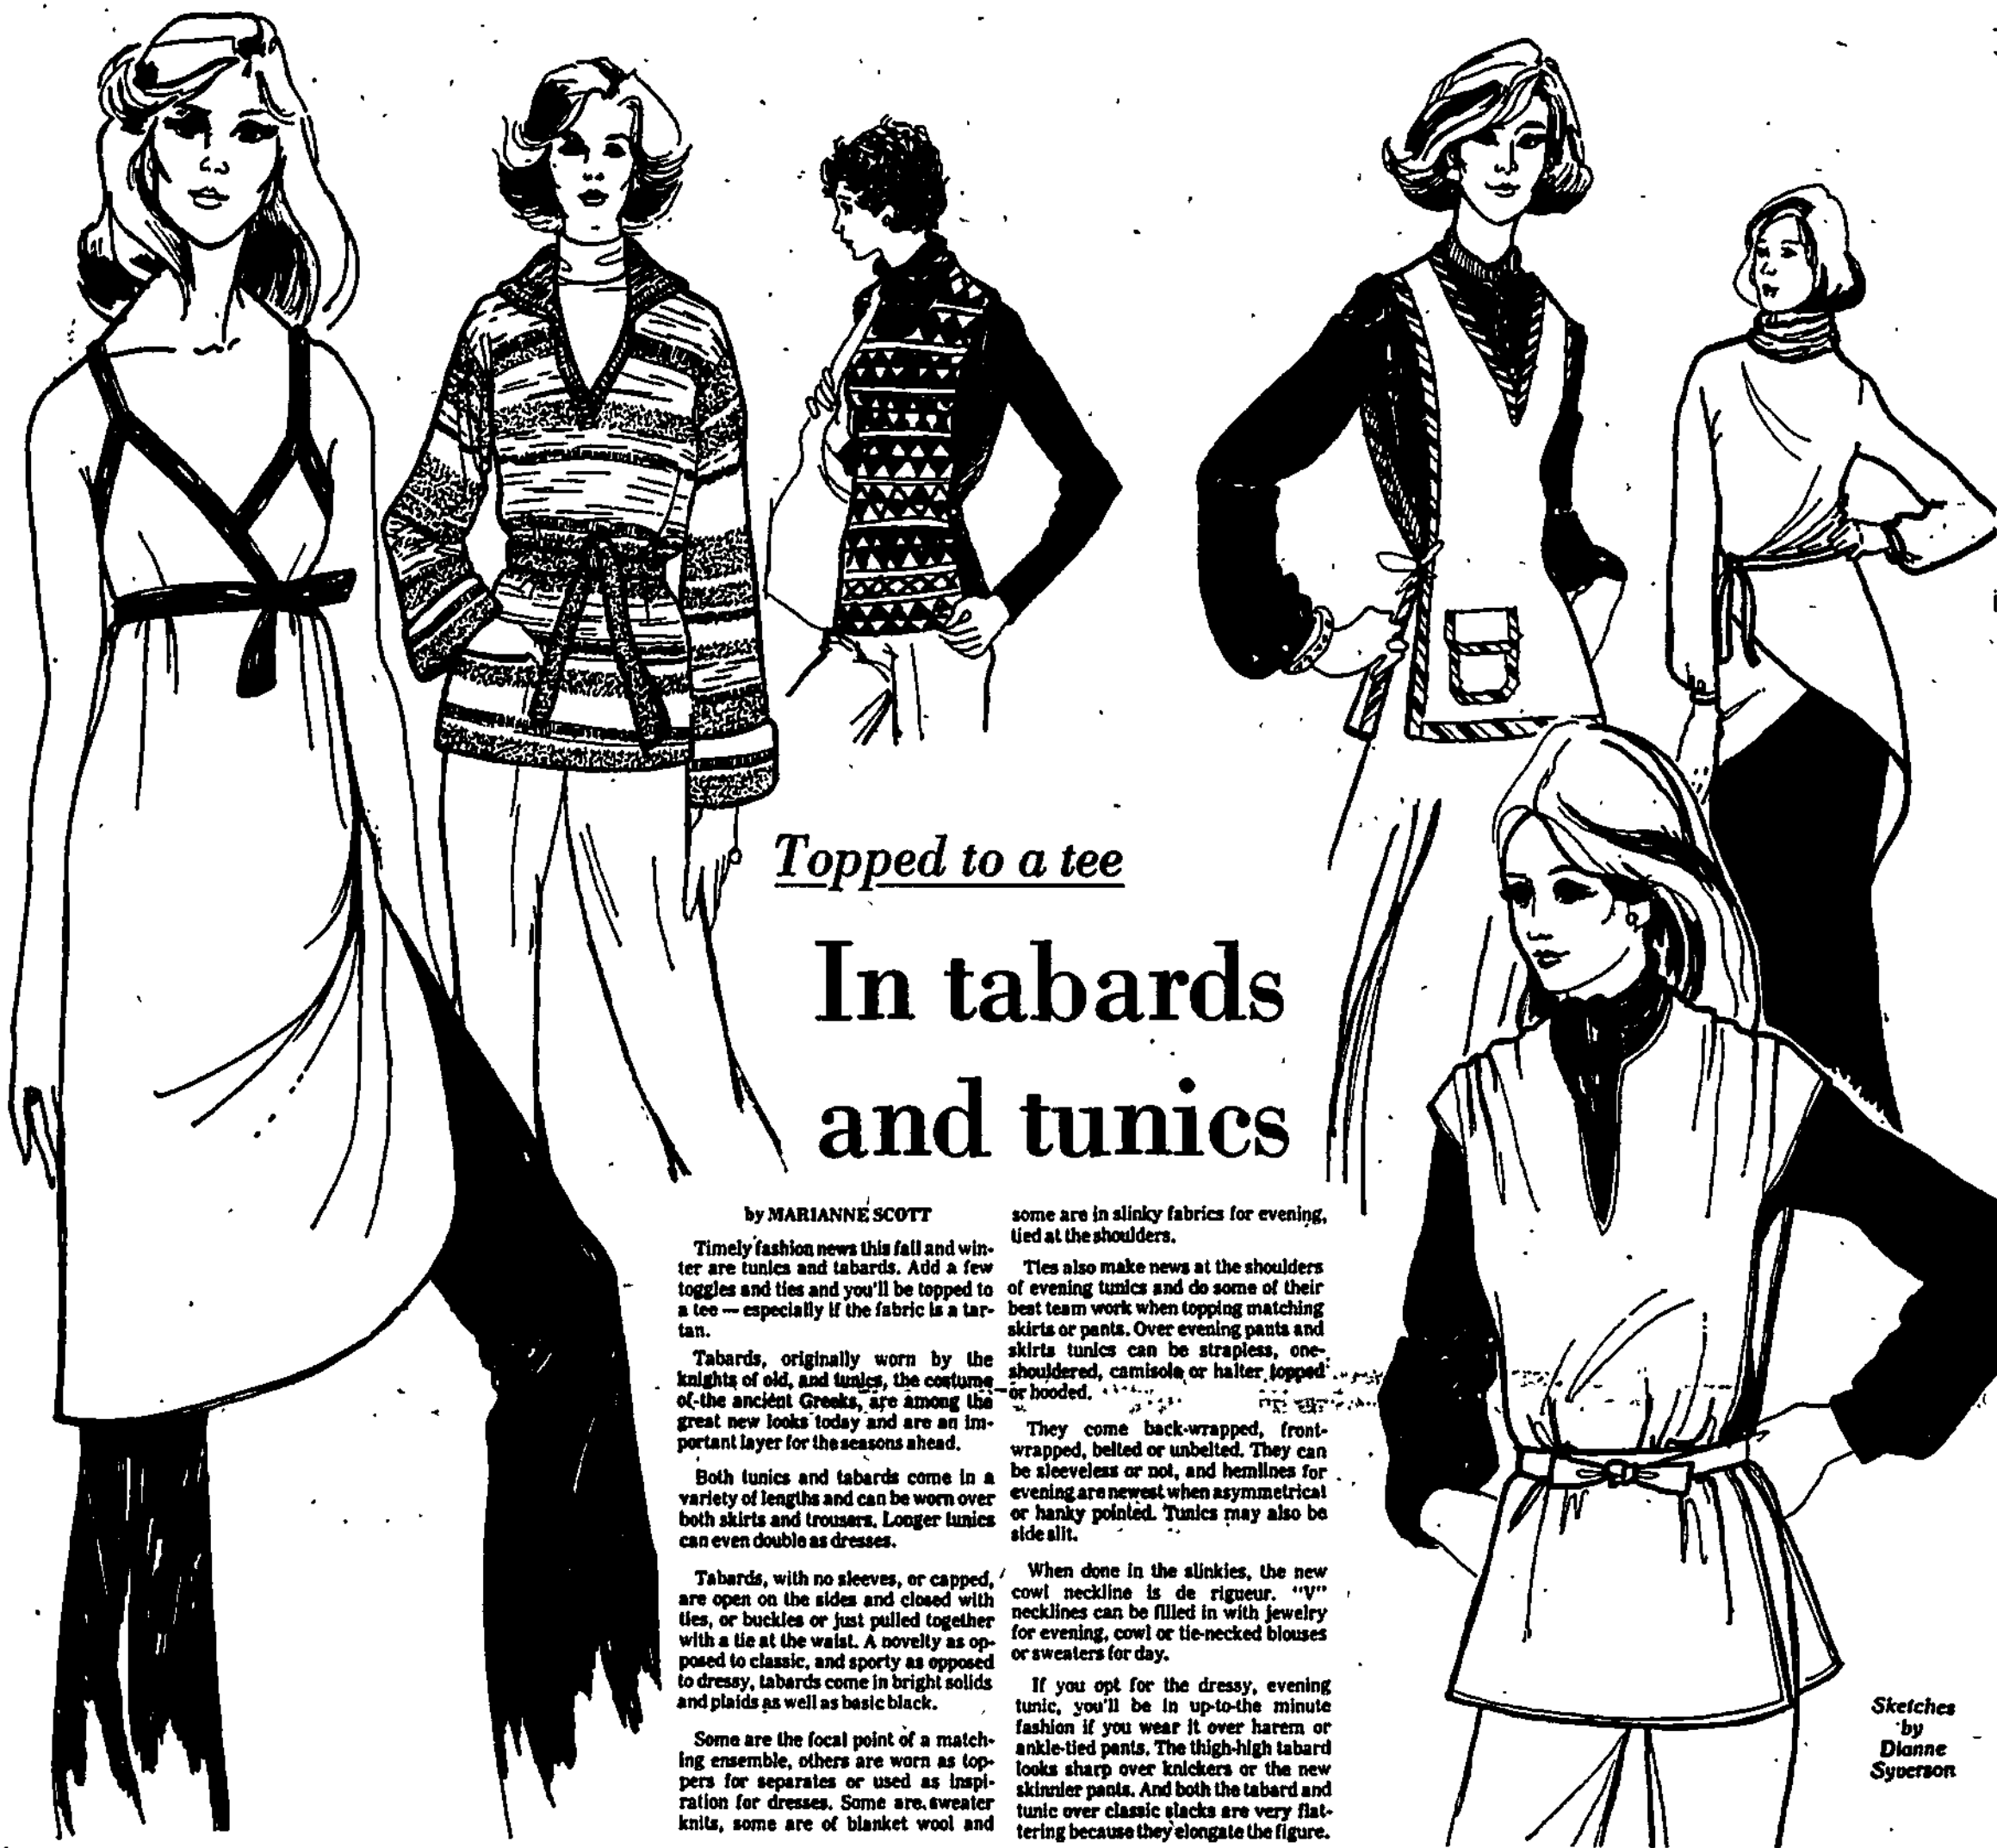 Topped to a tee
In tabards
and tunics
by MARIANNE SCOTT
Timely fashion news this fall and win-
ter are tunics and tabards. Add a few
toggles and ties and you'll be topped to
a tee — especially if the fabric is a tar-
tan.
Tabards, originally worn by the
knights of old, and tunics, the costume
of the ancient Greeks, are among the
great new looks today and are an im-
portant layer for the seasons ahead.
Both tunics and tabards come in a
variety of lengths and can be worn over
both skirts and trousers. Longer tunics
can even double as dresses.
Tabards, with no sleeves, or capped,
are open on the sides and closed with
ties, or buckles or just pulled together
with a tie at the waist. A novelty as op-
posed to classic, and sporty as opposed
to dressy, tabards come in bright solids
and plaids as well as basic black.
Some are the focal point of a match-
ing ensemble, others are worn as top-
pers for separates or used as inspi-
ration for dresses. Some are sweater
knits, some are of blanket wool and
some are in slinky fabrics for evening,
tied at the shoulders.
Ties also make news at the shoulders
of evening tunics and do some of their
best team work when topping matching
skirts or pants. Over evening pants and
skirts tunics can be strapless, one-
shouldered, camisole or halter topped
or hooded.
They come back-wrapped, front-
wrapped, belted or unbelted. They can
be sleeveless or not, and hemlines for
evening are newest when asymmetrical
or hanky pointed. Tunics may also be
side slit.
When done in the slinkies, the new
cowl neckline is de rigueur. "V"
necklines can be filled in with jewelry
for evening, cowl or tie-necked blouses
or sweaters for day.
If you opt for the dressy, evening
tunic, you'll be in up-to-the minute
fashion if you wear it over harem or
ankle-tied pants. The thigh-high tabard
looks sharp over knickers or the new
skinnier pants. And both the tabard and
tunic over classic slacks are very flat-
tering because they elongate the figure.
Sketches
by
Dianne
Syverson